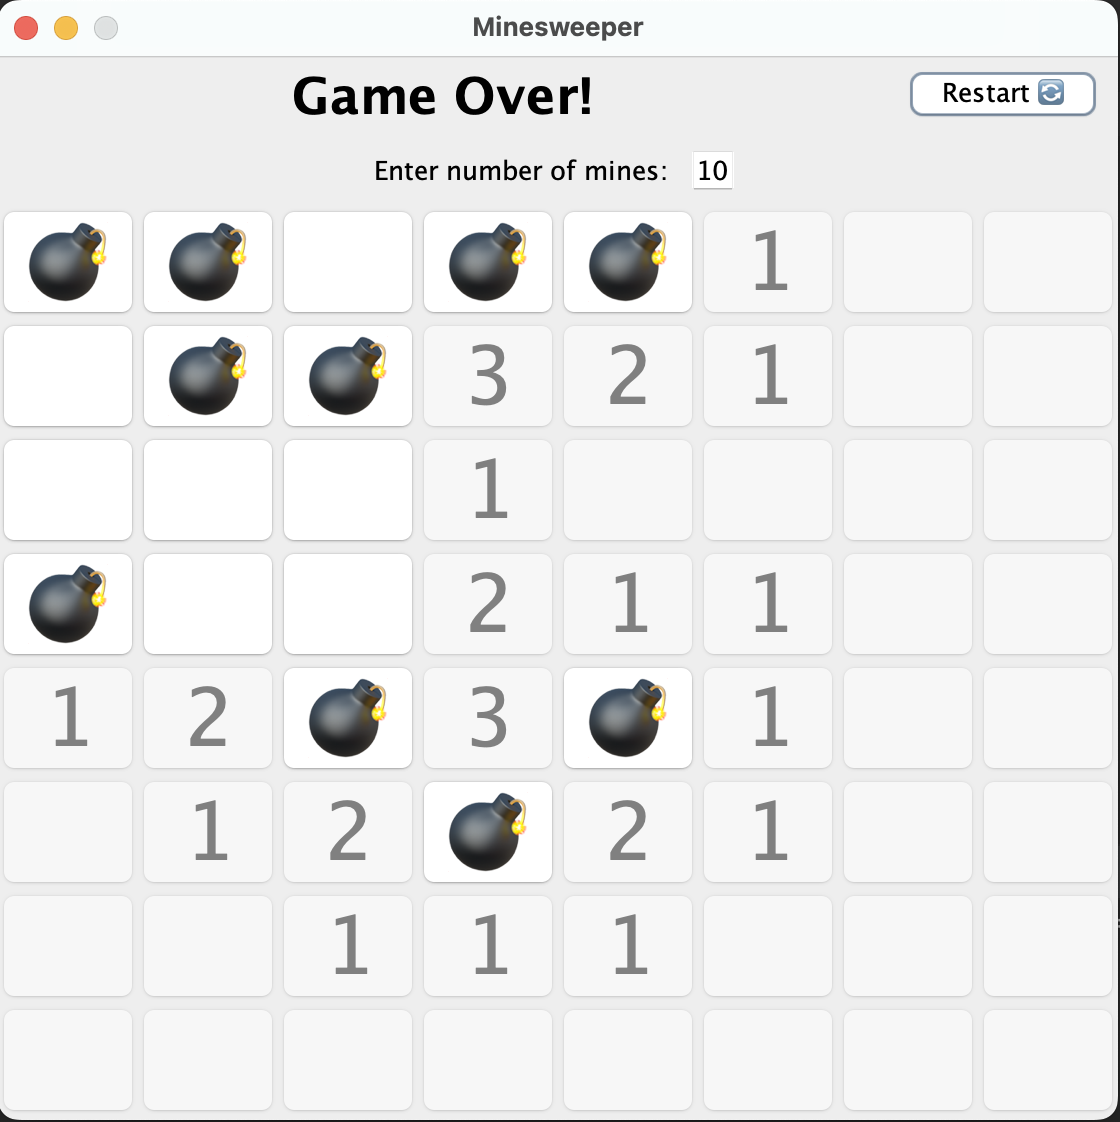 Minesweeper
Game Over!
Restart
Enter number of mines: 10
1
3 2 1
1
2 1 1
1 2 3 1
1 2 2 1
1 1 1